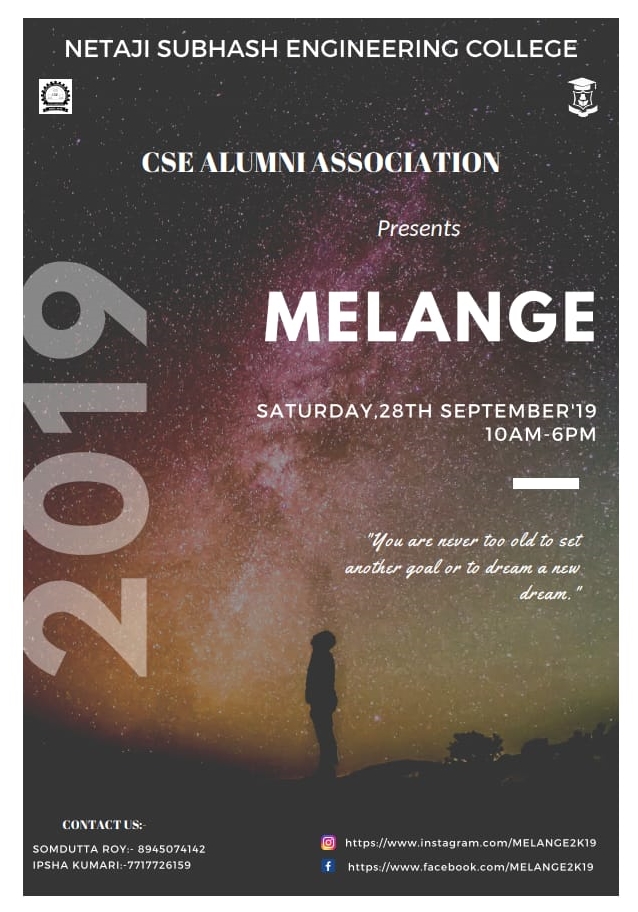 NETAJI SUBHASH ENGINEERING COLLEGE
CSE ALUMNI ASSOCIATION
Presents
2019
MELANGE
SATURDAY,28TH SEPTEMBER'19
10AM-6PM
"You are never too old to set
another goal or to dream a new
dream."
CONTACT US:-
SOMDUTTA ROY:- 8945074142
IPSHA KUMARI:-7717726159
https://www.instagram.com/MELANGE2K19
https://www.facebook.com/MELANGE2K19